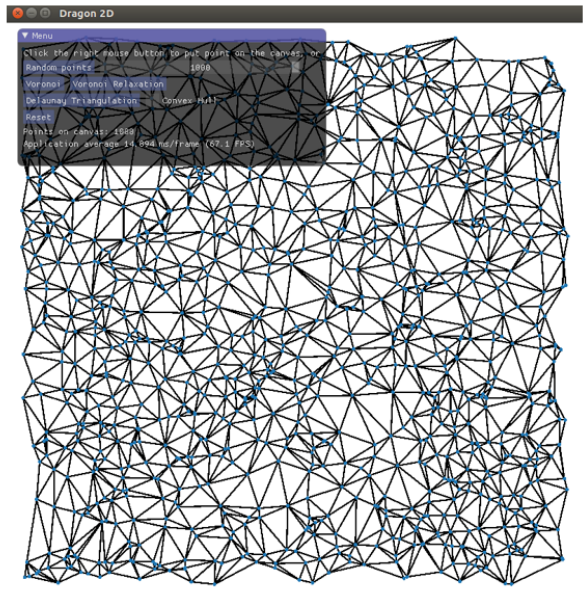 Dragon 2D
Menu
Click the right mouse button to put point on the canvas, or
Random points 1000
Voronoi Voronoi Relaxation
Delaunay Triangulation Convex Hull
Reset
Points on canvas: 1000
Application average 14.894 ms/frame (67.1 FPS)